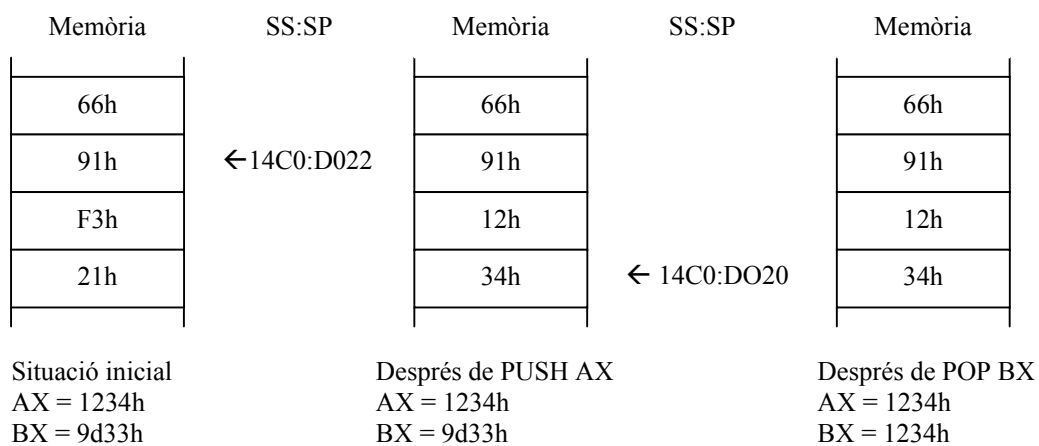 Memòria SS:SP Memòria SS:SP Memòria
66h 66h 66h
91h ←14C0:D022 91h 91h
F3h 12h 12h
21h 34h ← 14C0:DO20 34h
Situació inicial Després de PUSH AX Després de POP BX
AX = 1234h AX = 1234h AX = 1234h
BX = 9d33h BX = 9d33h BX = 1234h